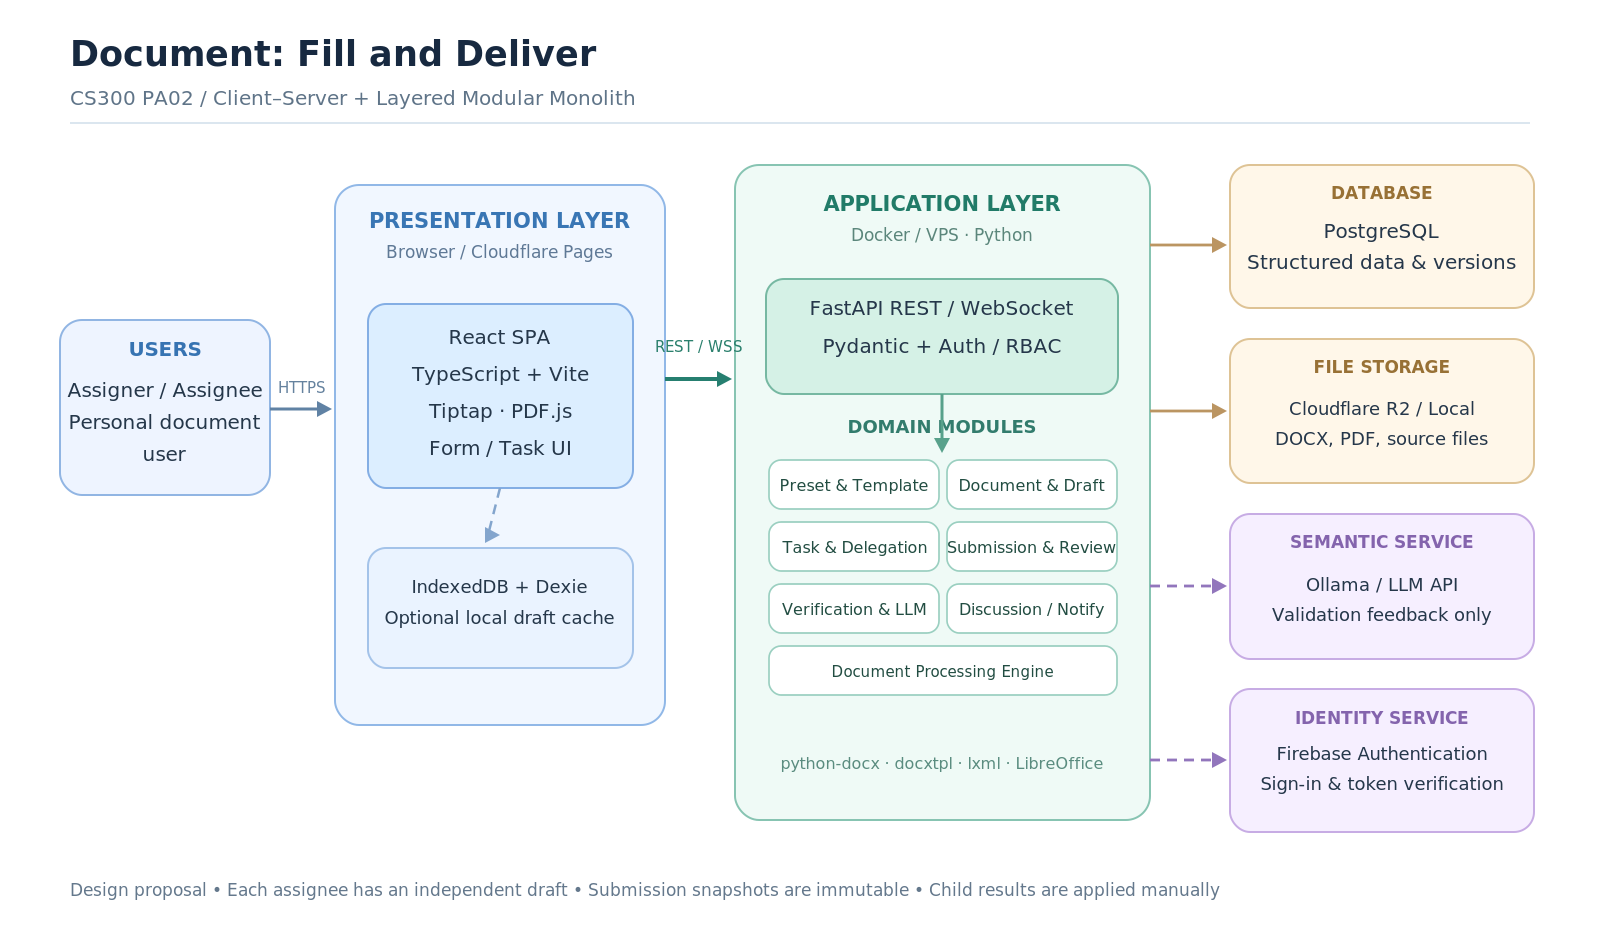 Document: Fill and Deliver
CS300 PA02 / Client–Server + Layered Modular Monolith
USERS
Assigner / Assignee
Personal document
user
HTTPS
PRESENTATION LAYER
Browser / Cloudflare Pages
React SPA
TypeScript + Vite
Tiptap · PDF.js
Form / Task UI
IndexedDB + Dexie
Optional local draft cache
REST / WSS
APPLICATION LAYER
Docker / VPS · Python
FastAPI REST / WebSocket
Pydantic + Auth / RBAC
DOMAIN MODULES
Preset & Template
Document & Draft
Task & Delegation
Submission & Review
Verification & LLM
Discussion / Notify
Document Processing Engine
python-docx · docxtpl · lxml · LibreOffice
DATABASE
PostgreSQL
Structured data & versions
FILE STORAGE
Cloudflare R2 / Local
DOCX, PDF, source files
SEMANTIC SERVICE
Ollama / LLM API
Validation feedback only
IDENTITY SERVICE
Firebase Authentication
Sign-in & token verification
Design proposal • Each assignee has an independent draft • Submission snapshots are immutable • Child results are applied manually